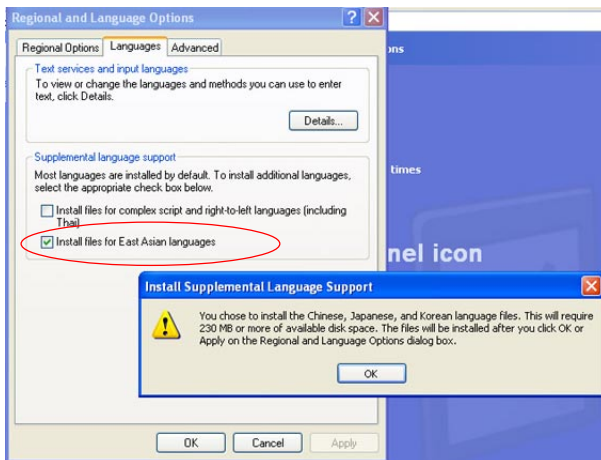 Regional and Language Options
Regional Options
Languages
Advanced
ons
Text services and input languages
To view or change the languages and methods you can use to enter
text, click Details.
Details...
Supplemental language support
Most languages are installed by default. To install additional languages,
select the appropriate check box below.
times
Install files for complex script and right-to-left languages (including
Thai)
Install files for East Asian languages
nel icon
Install Supplemental Language Support
You chose to install the Chinese, Japanese, and Korean language files. This will require
230 MB or more of available disk space. The files will be installed after you click OK or
Apply on the Regional and Language Options dialog box.
OK
OK
Cancel
Apply